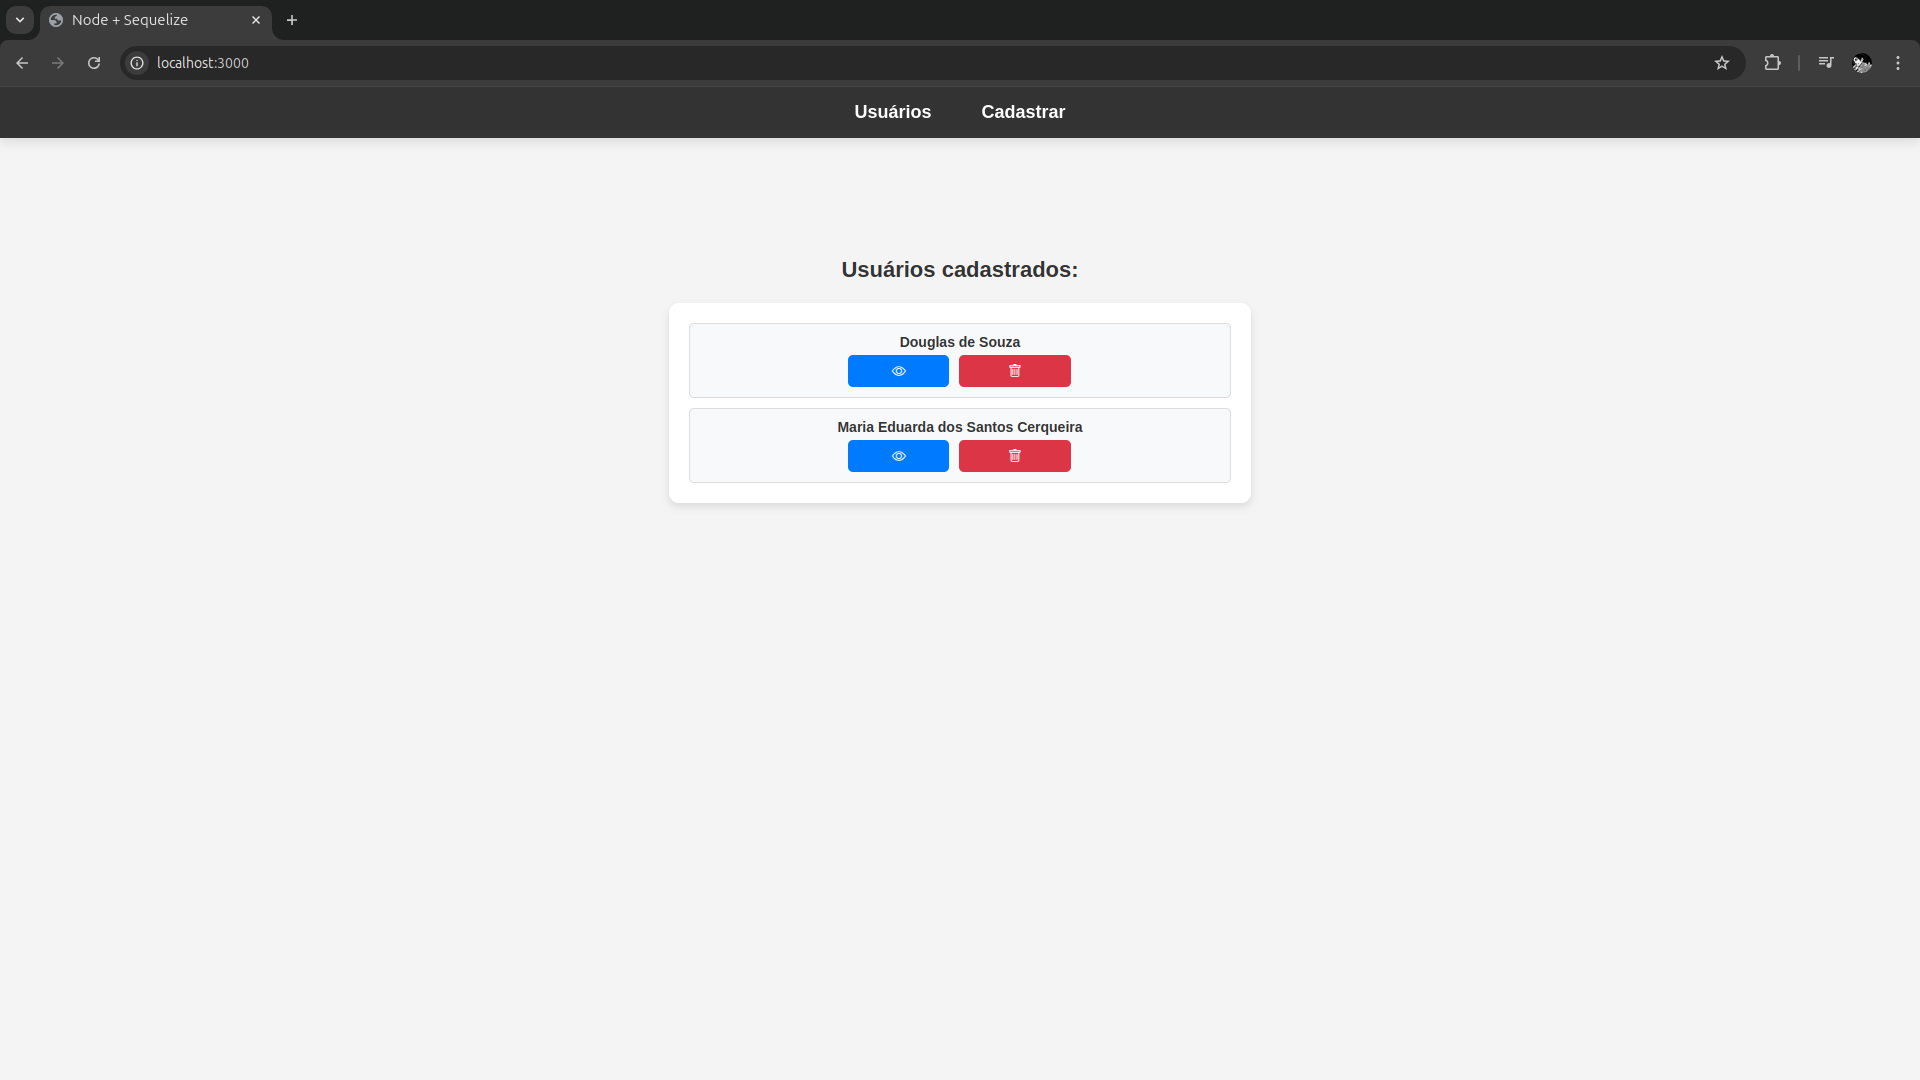 Node + Sequelize
localhost:3000
Usuários Cadastrar
Usuários cadastrados:
Douglas de Souza
Maria Eduarda dos Santos Cerqueira